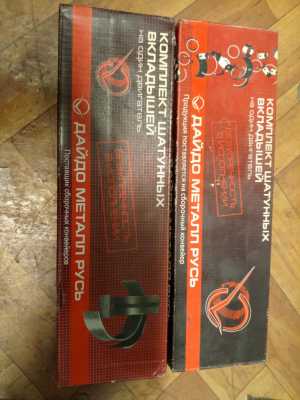 КОМПЛЕКТ ШАТУННЫХ
ВКЛАДЫШЕЙ
на один двигатель
ДАЙДО МЕТАЛЛ РУСЬ
Поставщик сборочных конвейеров
КОМПЛЕКТ ШАТУННЫХ
ВКЛАДЫШЕЙ
на один двигатель
ДАЙДО МЕТАЛЛ РУСЬ
Продукция поставляется на сборочный конвейер